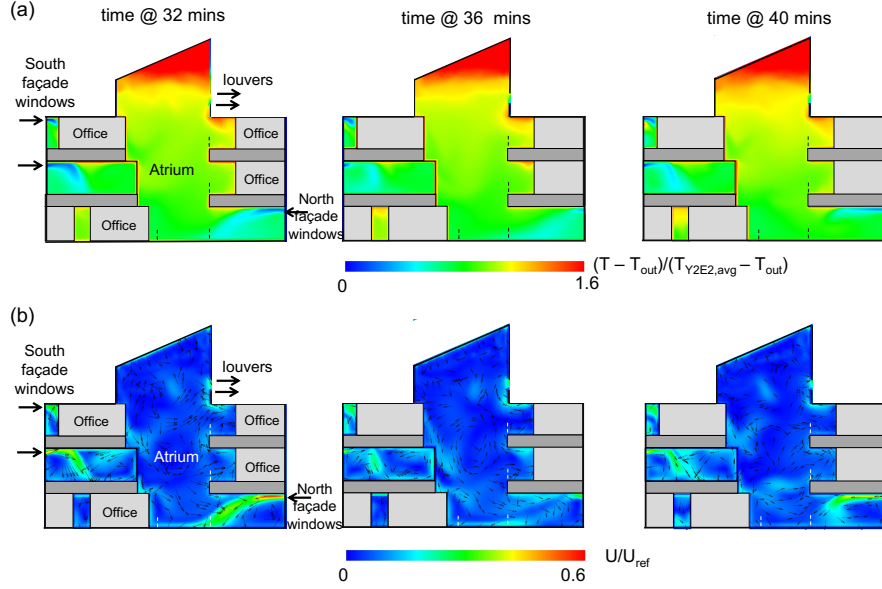 (a)
time @ 32 mins
time @ 36 mins
time @ 40 mins
South
façade
windows
louvers
Office
Office
Atrium
Office
Office
North
façade
windows
(T – Tout)/(TY2E2,avg – Tout)
0
1.6
(b)
South
façade
windows
louvers
Office
Office
Atrium
Office
Office
North
façade
windows
U/Uref
0
0.6